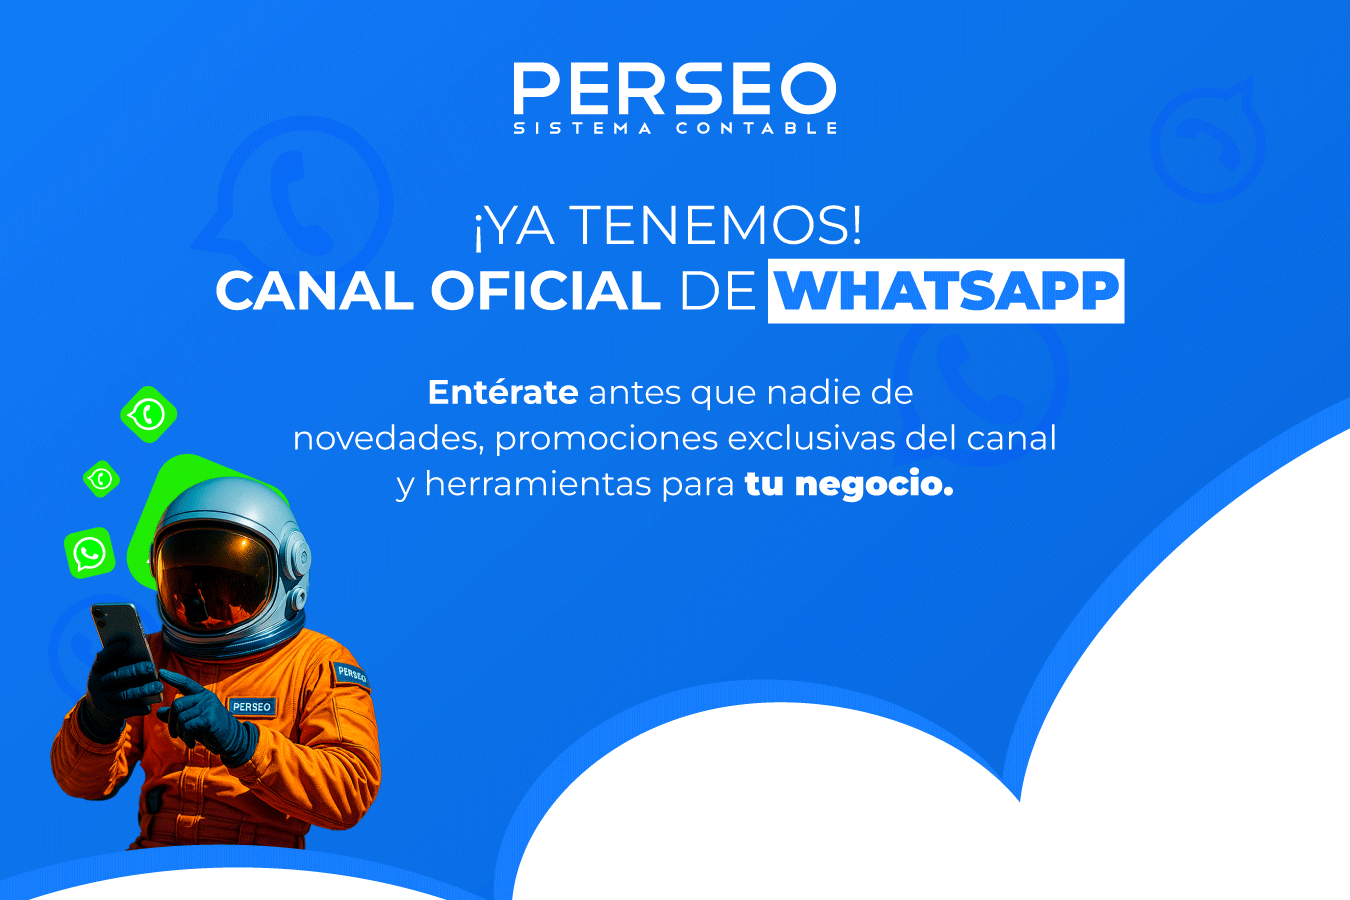 PERSEO
SISTEMA CONTABLE
¡YA TENEMOS!
CANAL OFICIAL DE WHATSAPP
Entérate antes que nadie de
novedades, promociones exclusivas del canal
y herramientas para tu negocio.
PERSEO
PERSEO